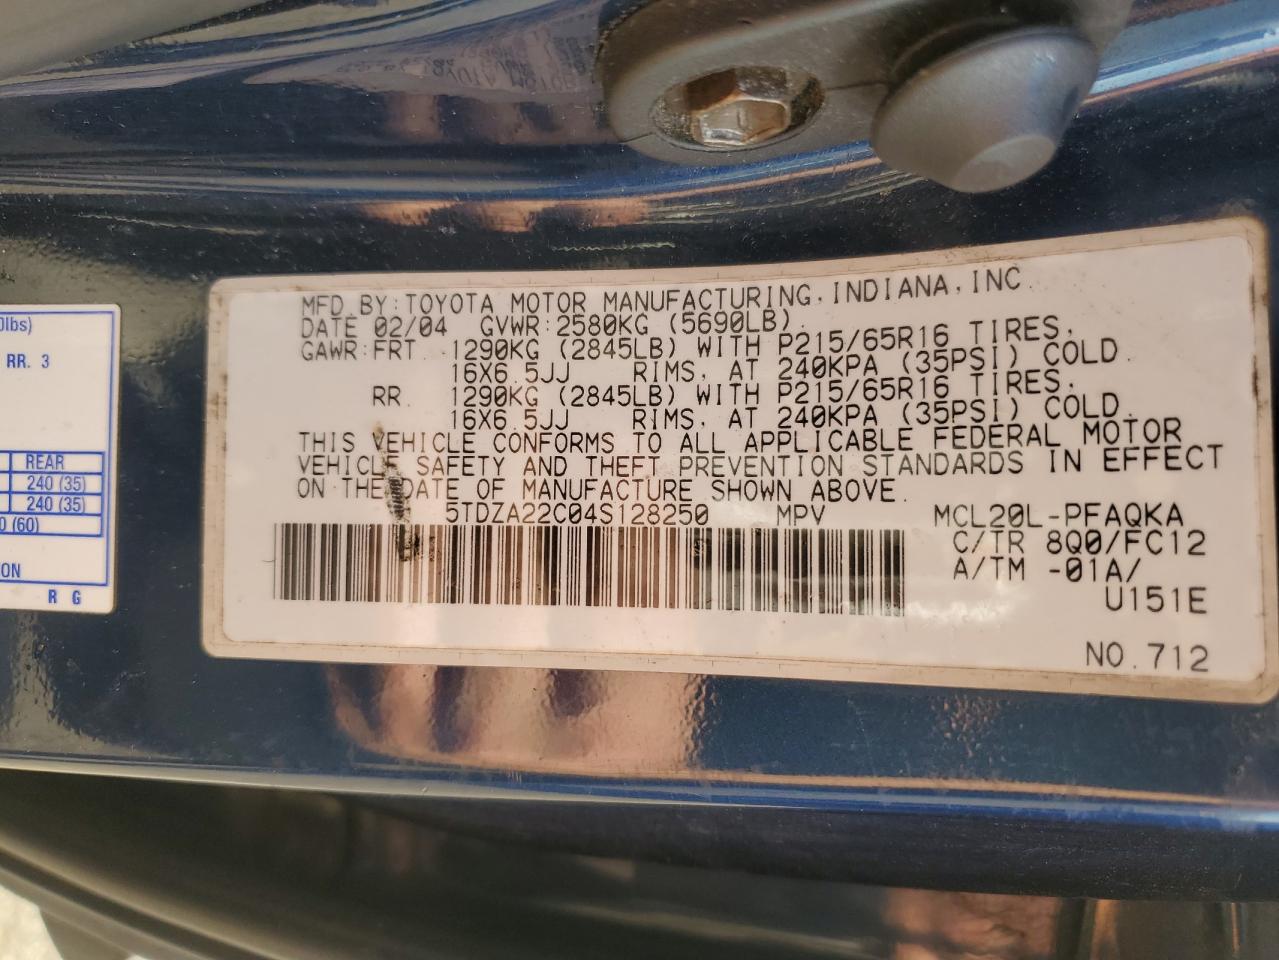 0lbs)
RR. 3
REAR
240 (35)
240 (35)
0 (60)
ION
R G
MFD.BY:TOYOTA MOTOR MANUFACTURING,INDIANA,INC.
DATE 02/04 GVWR:2580KG (5690LB).
GAWR:FRT 1290KG (2845LB) WITH P215/65R16 TIRES,
16X6.5JJ RIMS, AT 240KPA (35PSI) COLD.
RR. 1290KG (2845LB) WITH P215/65R16 TIRES,
16X6.5JJ RIMS, AT 240KPA (35PSI) COLD.
THIS VEHICLE CONFORMS TO ALL APPLICABLE FEDERAL MOTOR
VEHICLE SAFETY AND THEFT PREVENTION STANDARDS IN EFFECT
ON THE DATE OF MANUFACTURE SHOWN ABOVE.
5TDZA22C04S128250 MPV MCL20L-PFAQKA
C/TR 8Q0/FC12
A/TM -01A/
U151E
NO.712